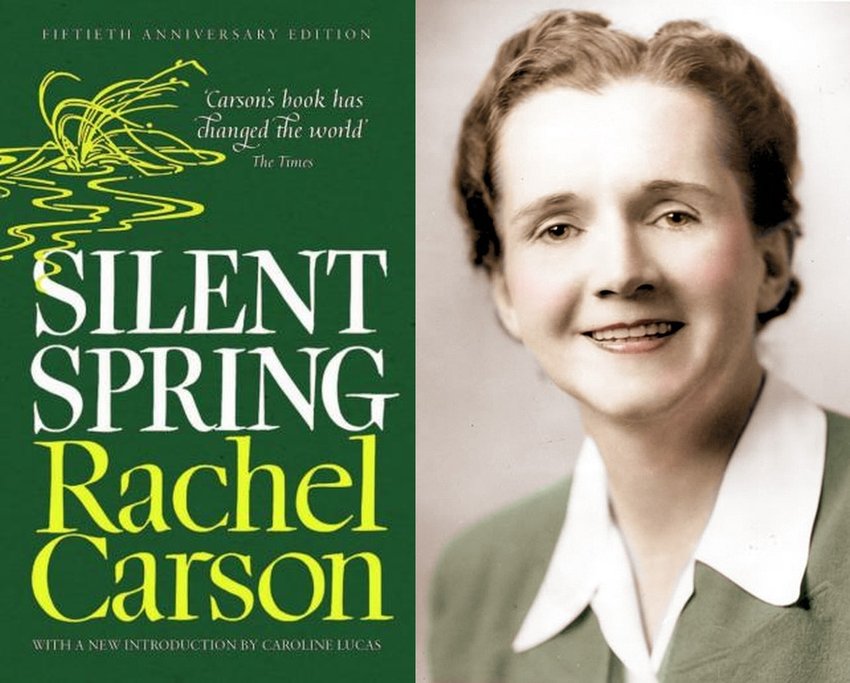 FIFTIETH ANNIVERSARY EDITION
‘Carson's book has
changed the world’
The Times
SILENT
SPRING
Rachel
Carson
WITH A NEW INTRODUCTION BY CAROLINE LUCAS